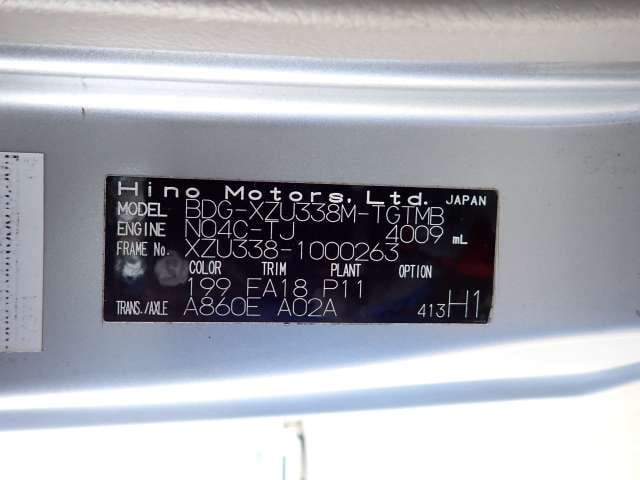 Hino Motors, Ltd. JAPAN
MODEL BDG-XZU338M-TGTMB
ENGINE N04C-TJ 4009 mL
FRAME No. XZU338-1000263
COLOR TRIM PLANT OPTION
199 FA18 P11
TRANS./AXLE A860E A02A 413H1